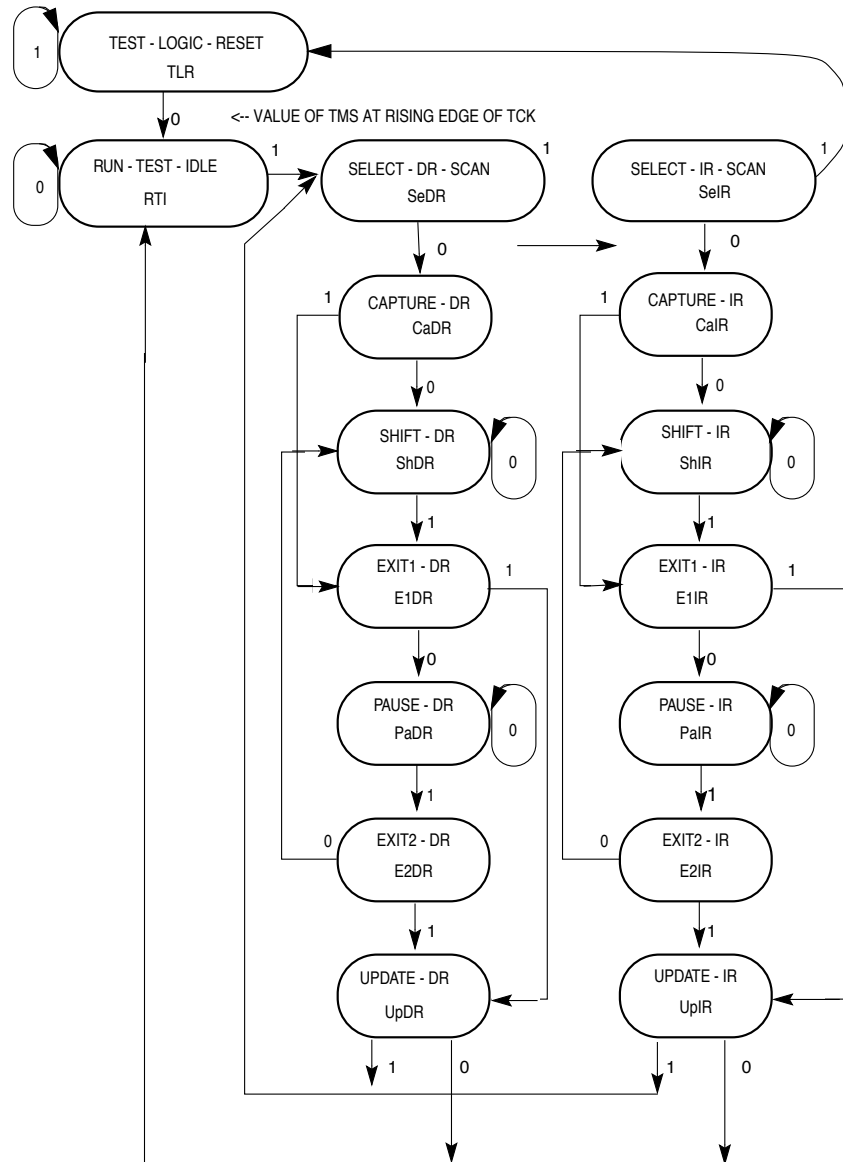 TEST - LOGIC - RESET
TLR
1
0
<-- VALUE OF TMS AT RISING EDGE OF TCK
RUN - TEST - IDLE
RTI
0
1
SELECT - DR - SCAN
SeDR
1
SELECT - IR - SCAN
SeIR
1
0
0
1
CAPTURE - DR
CaDR
1
CAPTURE - IR
CaIR
0
0
SHIFT - DR
ShDR
0
SHIFT - IR
ShIR
0
1
1
EXIT1 - DR
E1DR
1
EXIT1 - IR
E1IR
1
0
0
PAUSE - DR
PaDR
0
PAUSE - IR
PaIR
0
1
1
0
EXIT2 - DR
E2DR
0
EXIT2 - IR
E2IR
1
1
UPDATE - DR
UpDR
UPDATE - IR
UpIR
1
0
1
0